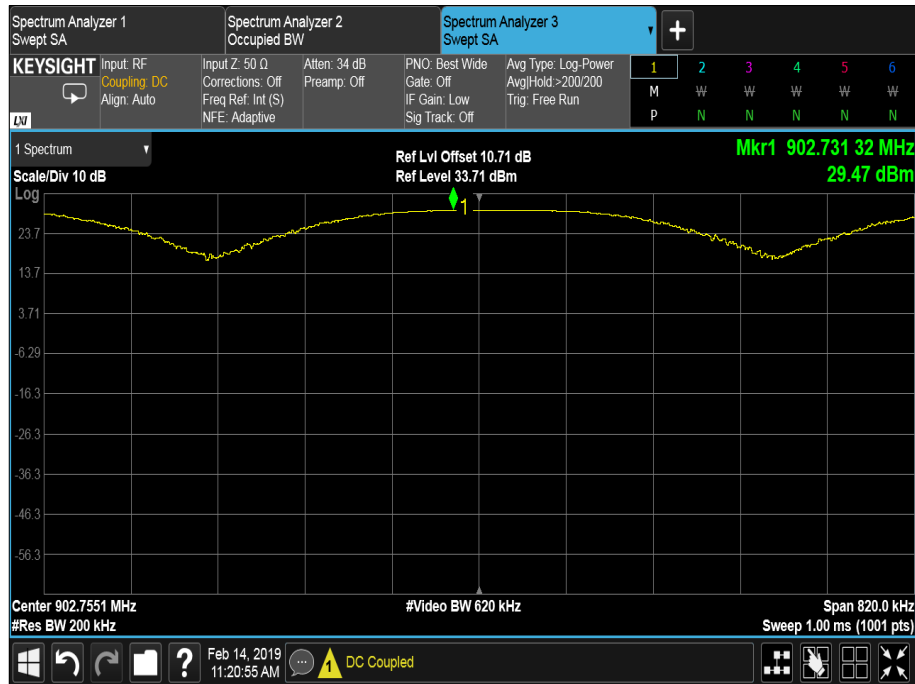 Spectrum Analyzer 1
Swept SA
Spectrum Analyzer 2
Occupied BW
Spectrum Analyzer 3
Swept SA
+
KEYSIGHT
LXI
Input: RF
Coupling: DC
Align: Auto
Input Z: 50 Ω
Corrections: Off
Freq Ref: Int (S)
NFE: Adaptive
Atten: 34 dB
Preamp: Off
PNO: Best Wide
Gate: Off
IF Gain: Low
Sig Track: Off
Avg Type: Log-Power
Avg|Hold:>200/200
Trig: Free Run
1 2 3 4 5 6
M W W W W W
P N N N N N
1 Spectrum
Scale/Div 10 dB
Log
Ref Lvl Offset 10.71 dB
Ref Level 33.71 dBm
Mkr1 902.731 32 MHz
29.47 dBm
1
23.7
13.7
3.71
-6.29
-16.3
-26.3
-36.3
-46.3
-56.3
Center 902.7551 MHz
#Video BW 620 kHz
Span 820.0 kHz
#Res BW 200 kHz
Sweep 1.00 ms (1001 pts)
?
Feb 14, 2019
11:20:55 AM
1
DC Coupled